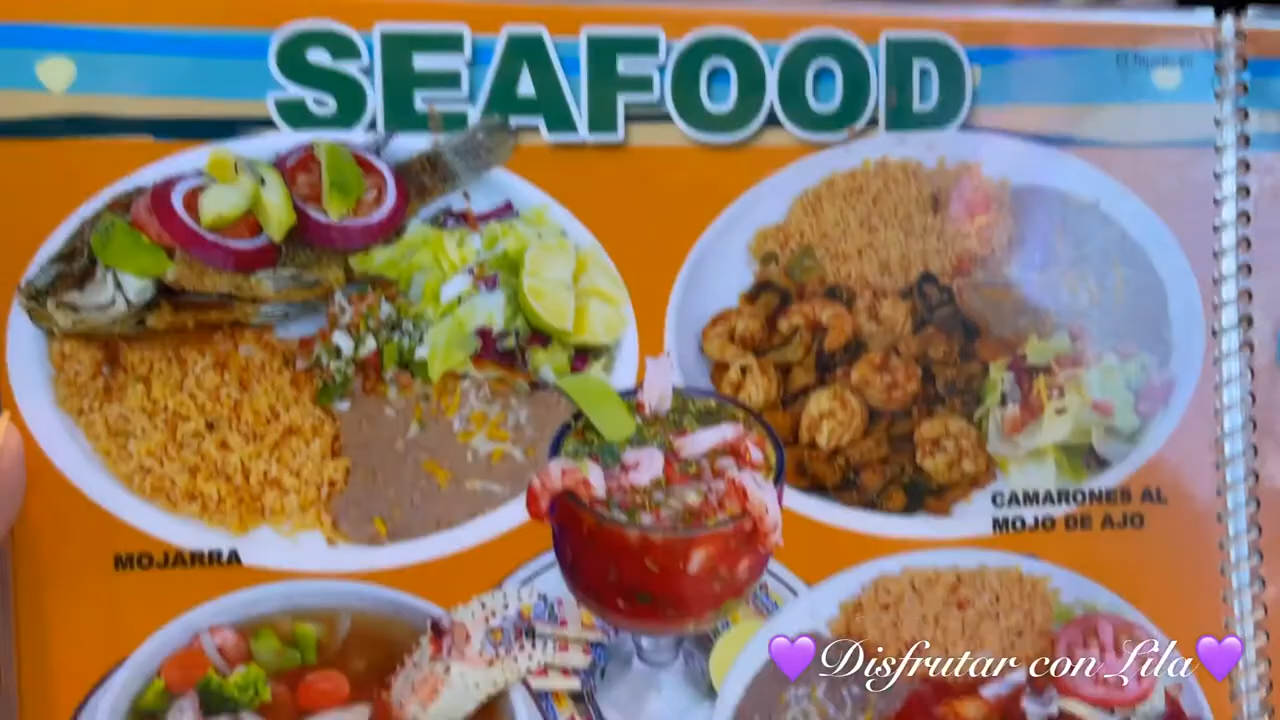 SEAFOOD
MOJARRA
CAMARONES AL
MOJO DE AJO
💜Disfrutar con Lila💜